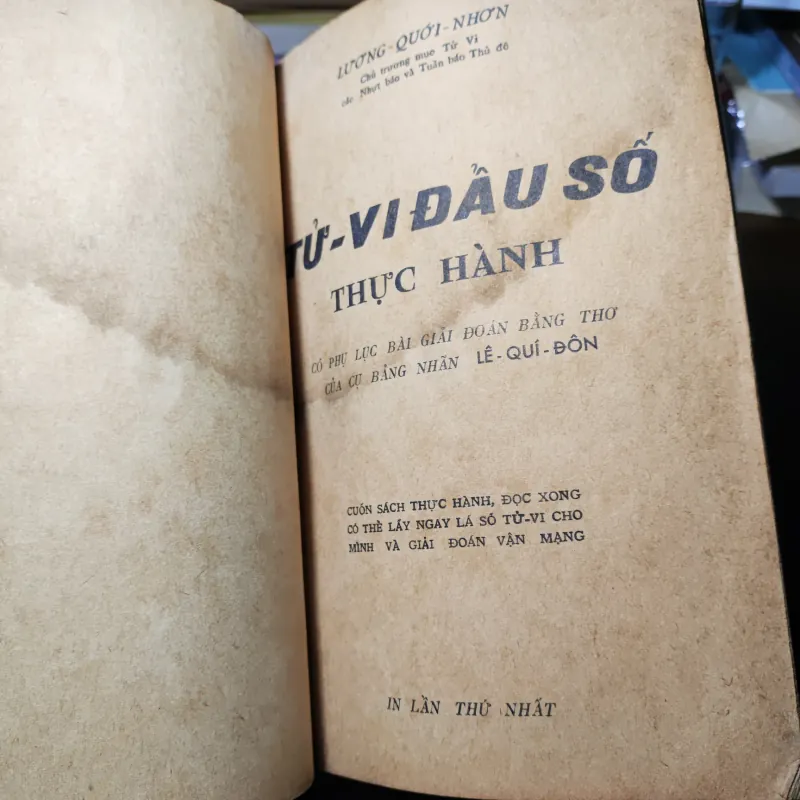 LƯƠNG-QUỚI-NHƠN
Chủ trương mục Tử Vi
các Nhựt báo và Tuần báo Thủ đô
TỬ-VI ĐẨU SỐ
THỰC HÀNH
CÓ PHỤ LỤC BÀI GIẢI ĐOÁN BẰNG THƠ
CỦA CỤ BẢNG NHÃN LÊ-QUÍ-ĐÔN
CUỐN SÁCH THỰC HÀNH, ĐỌC XONG
CÓ THỂ LẤY NGAY LÁ SỐ TỬ-VI CHO
MÌNH VÀ GIẢI ĐOÁN VẬN MẠNG
IN LẦN THỨ NHẤT